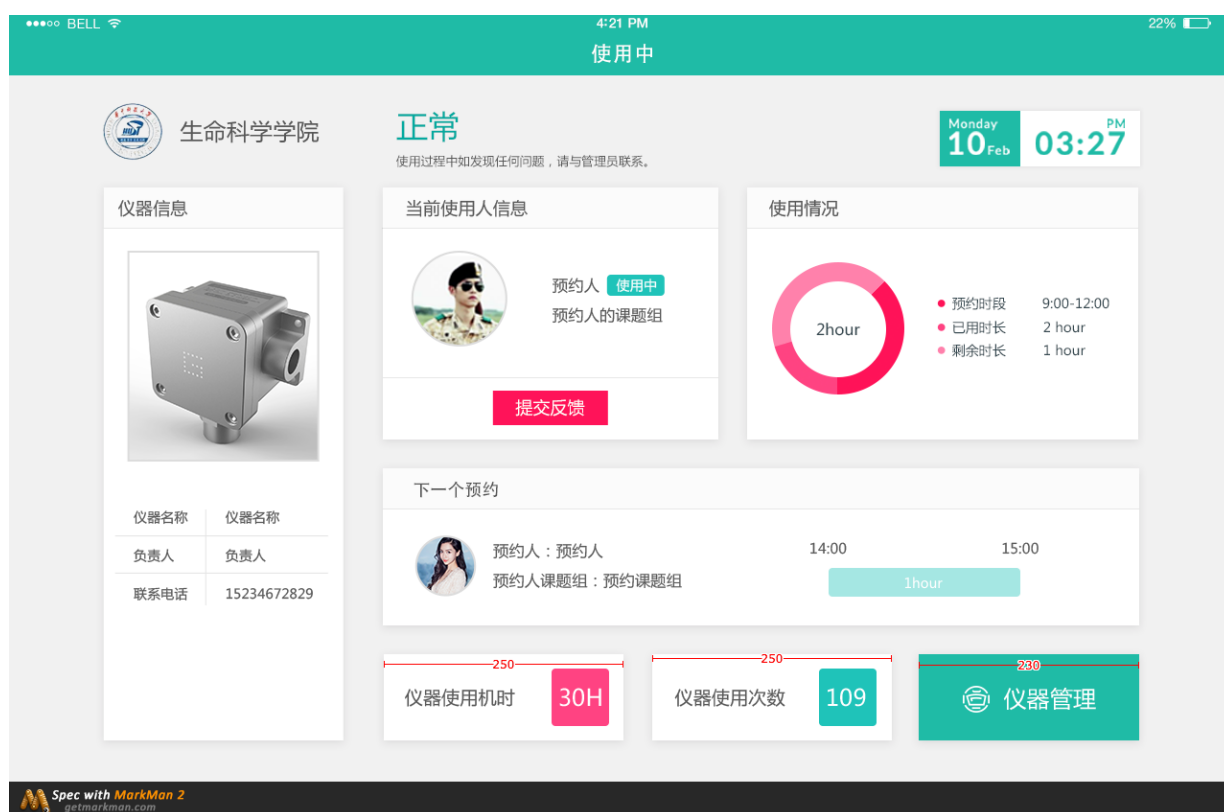 ●●●○○ BELL
4:21 PM
22%
使用中
生命科学学院
正常
使用过程中如发现任何问题，请与管理员联系。
Monday
10 Feb
PM
03:27
仪器信息
仪器名称 仪器名称
负责人 负责人
联系电话 15234672829
当前使用人信息
预约人 使用中
预约人的课题组
提交反馈
使用情况
2hour
预约时段 9:00-12:00
已用时长 2 hour
剩余时长 1 hour
下一个预约
预约人：预约人
预约人课题组：预约课题组
14:00 15:00
1hour
250
仪器使用机时 30H
250
仪器使用次数 109
230
仪器管理
Spec with MarkMan 2
getmarkman.com